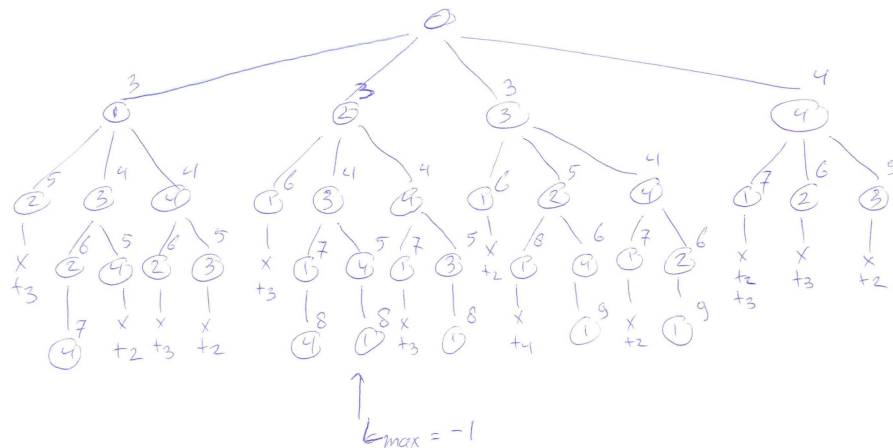 0
3 3 3 4
1 2 3 4
5 4 4 6 4 4 6 5 4 7 6 5
2 3 4 1 3 4 1 2 4 1 2 3
6 5 6 5 7 5 7 5 8 6 7 6
x 2 4 2 3 x 1 4 1 3 x 1 4 1 2 x x x
+3 +3 +2 +2 +3 +3 +2
7 x x x 8 8 x 8 x 9 x 9
4 +2 +3 +2 4 1 +3 1 +4 1 +2 1
Lmax = -1